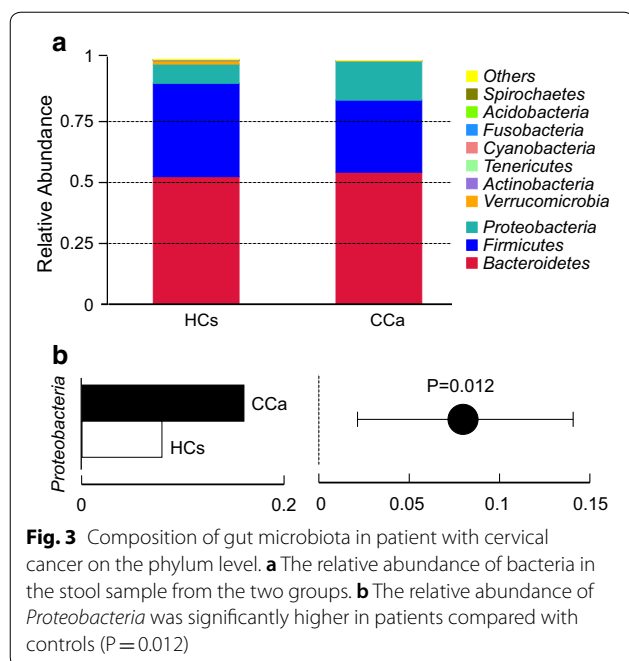 a
1
0.75
0.5
0.25
0
Relative Abundance
HCs CCa
Others
Spirochaetes
Acidobacteria
Fusobacteria
Cyanobacteria
Tenericutes
Actinobacteria
Verrucomicrobia
Proteobacteria
Firmicutes
Bacteroidetes
b
Proteobacteria
CCa
HCs
0 0.2
P=0.012
0 0.05 0.1 0.15
Fig. 3 Composition of gut microbiota in patient with cervical
cancer on the phylum level. a The relative abundance of bacteria in
the stool sample from the two groups. b The relative abundance of
Proteobacteria was significantly higher in patients compared with
controls (P = 0.012)